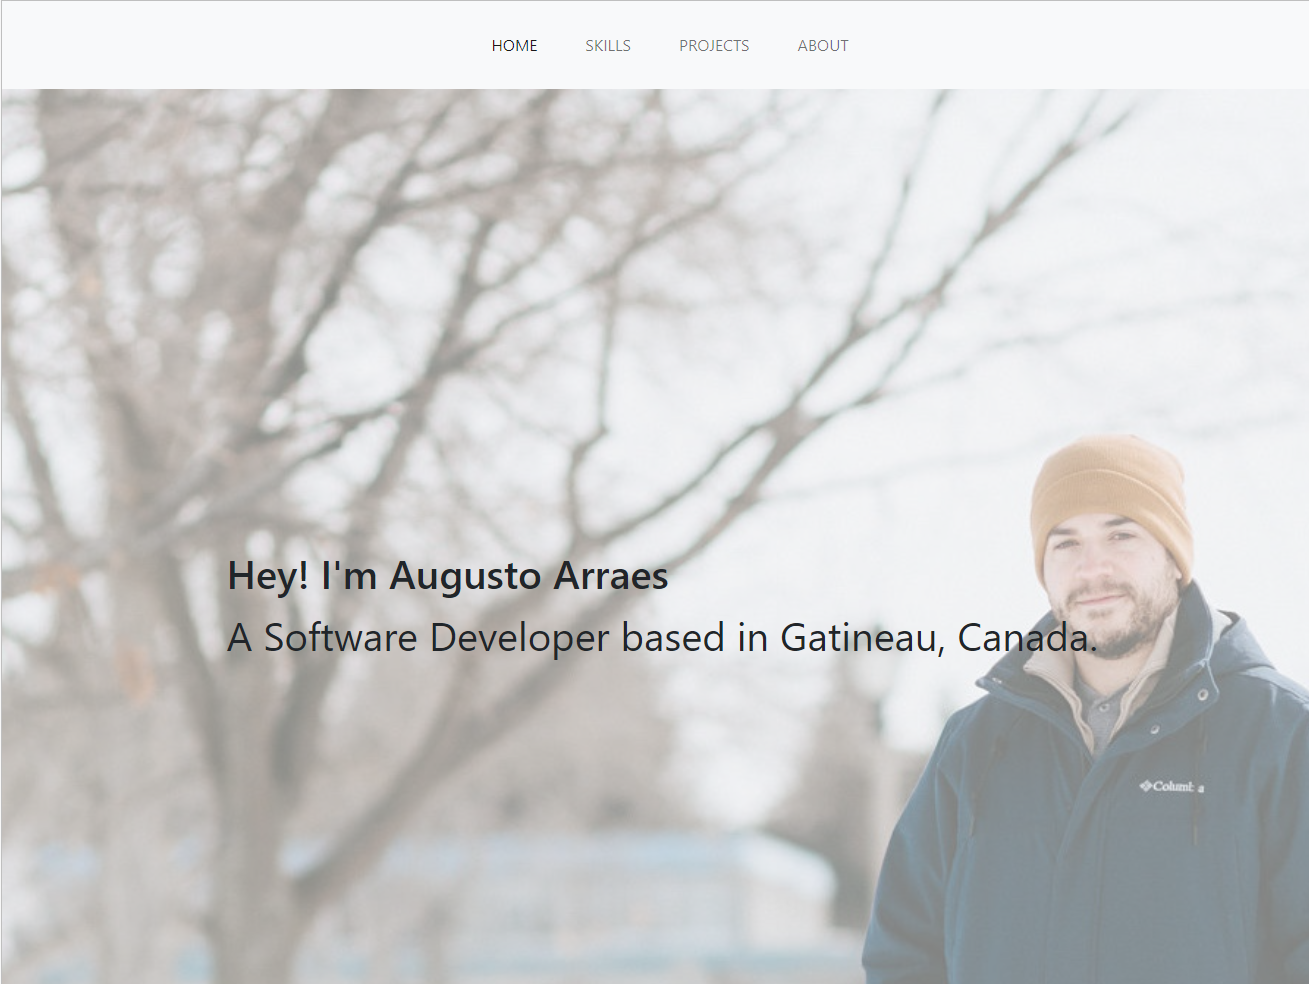 HOME SKILLS PROJECTS ABOUT
Hey! I'm Augusto Arraes
A Software Developer based in Gatineau, Canada.
Columbia